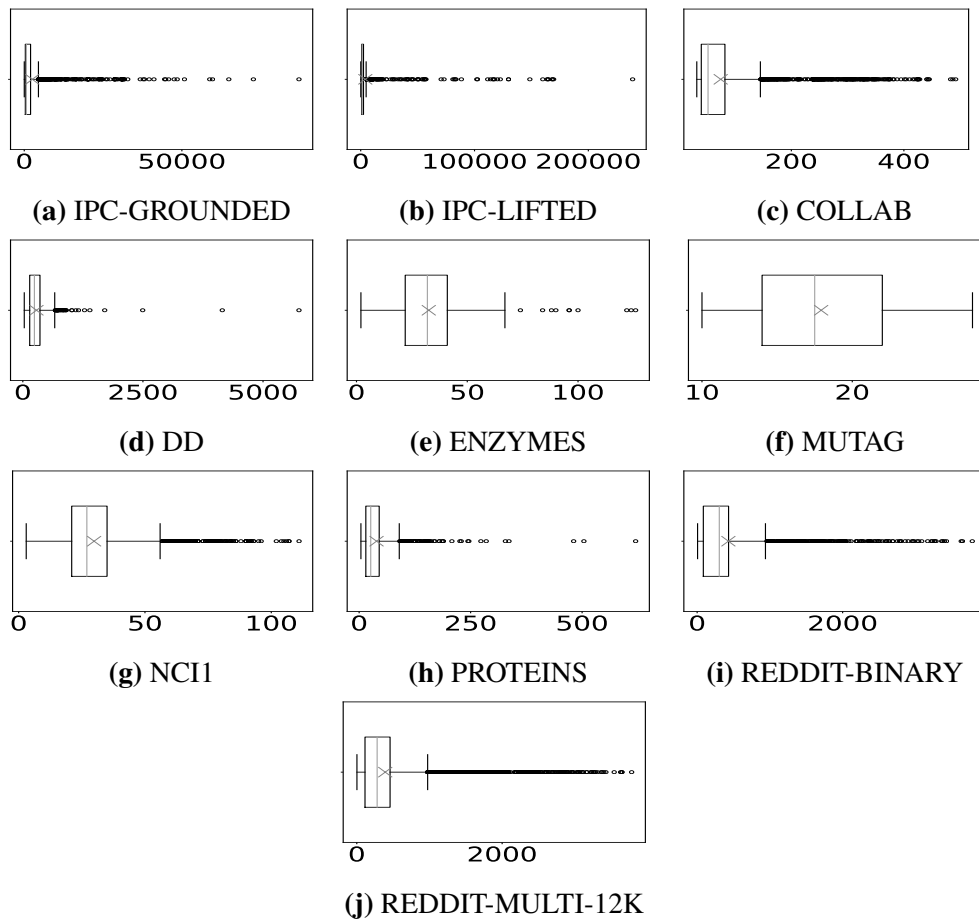 0 50000
0 100000 200000
200 400
(a) IPC-GROUNDED
(b) IPC-LIFTED
(c) COLLAB
0 2500 5000
0 50 100
10 20
(d) DD
(e) ENZYMES
(f) MUTAG
0 50 100
0 250 500
0 2000
(g) NCI1
(h) PROTEINS
(i) REDDIT-BINARY
0 2000
(j) REDDIT-MULTI-12K